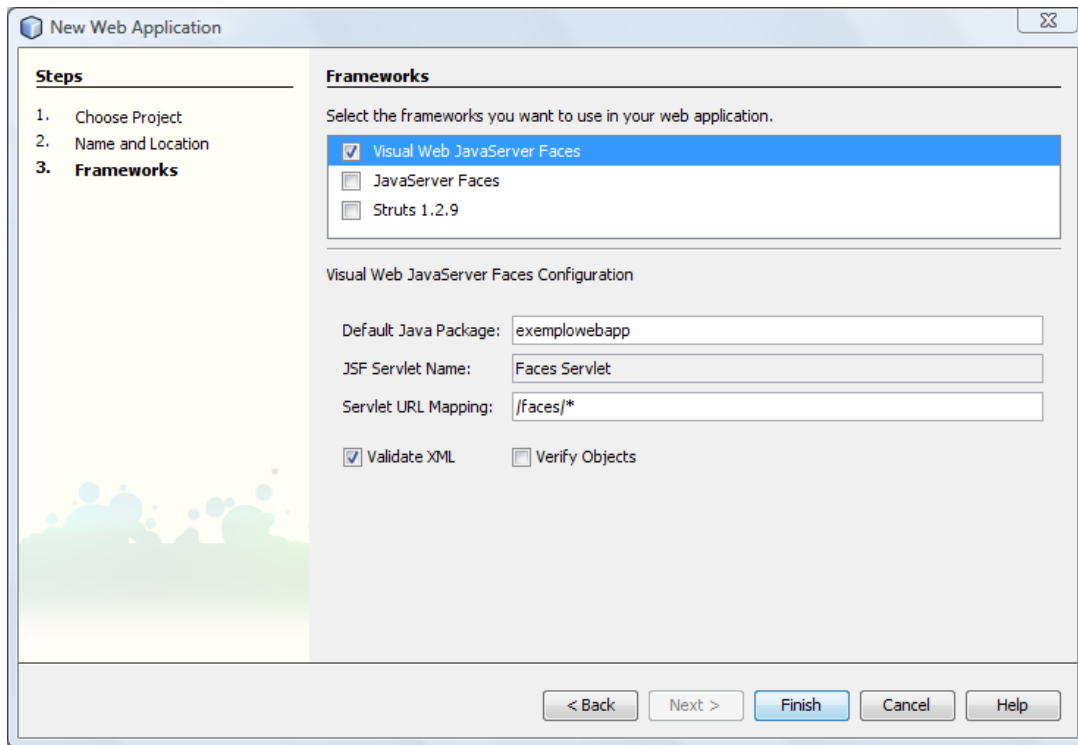 New Web Application
Steps
1. Choose Project
2. Name and Location
3. Frameworks
Frameworks
Select the frameworks you want to use in your web application.
Visual Web JavaServer Faces
JavaServer Faces
Struts 1.2.9
Visual Web JavaServer Faces Configuration
Default Java Package: exemplowebapp
JSF Servlet Name: Faces Servlet
Servlet URL Mapping: /faces/*
Validate XML Verify Objects
< Back Next > Finish Cancel Help